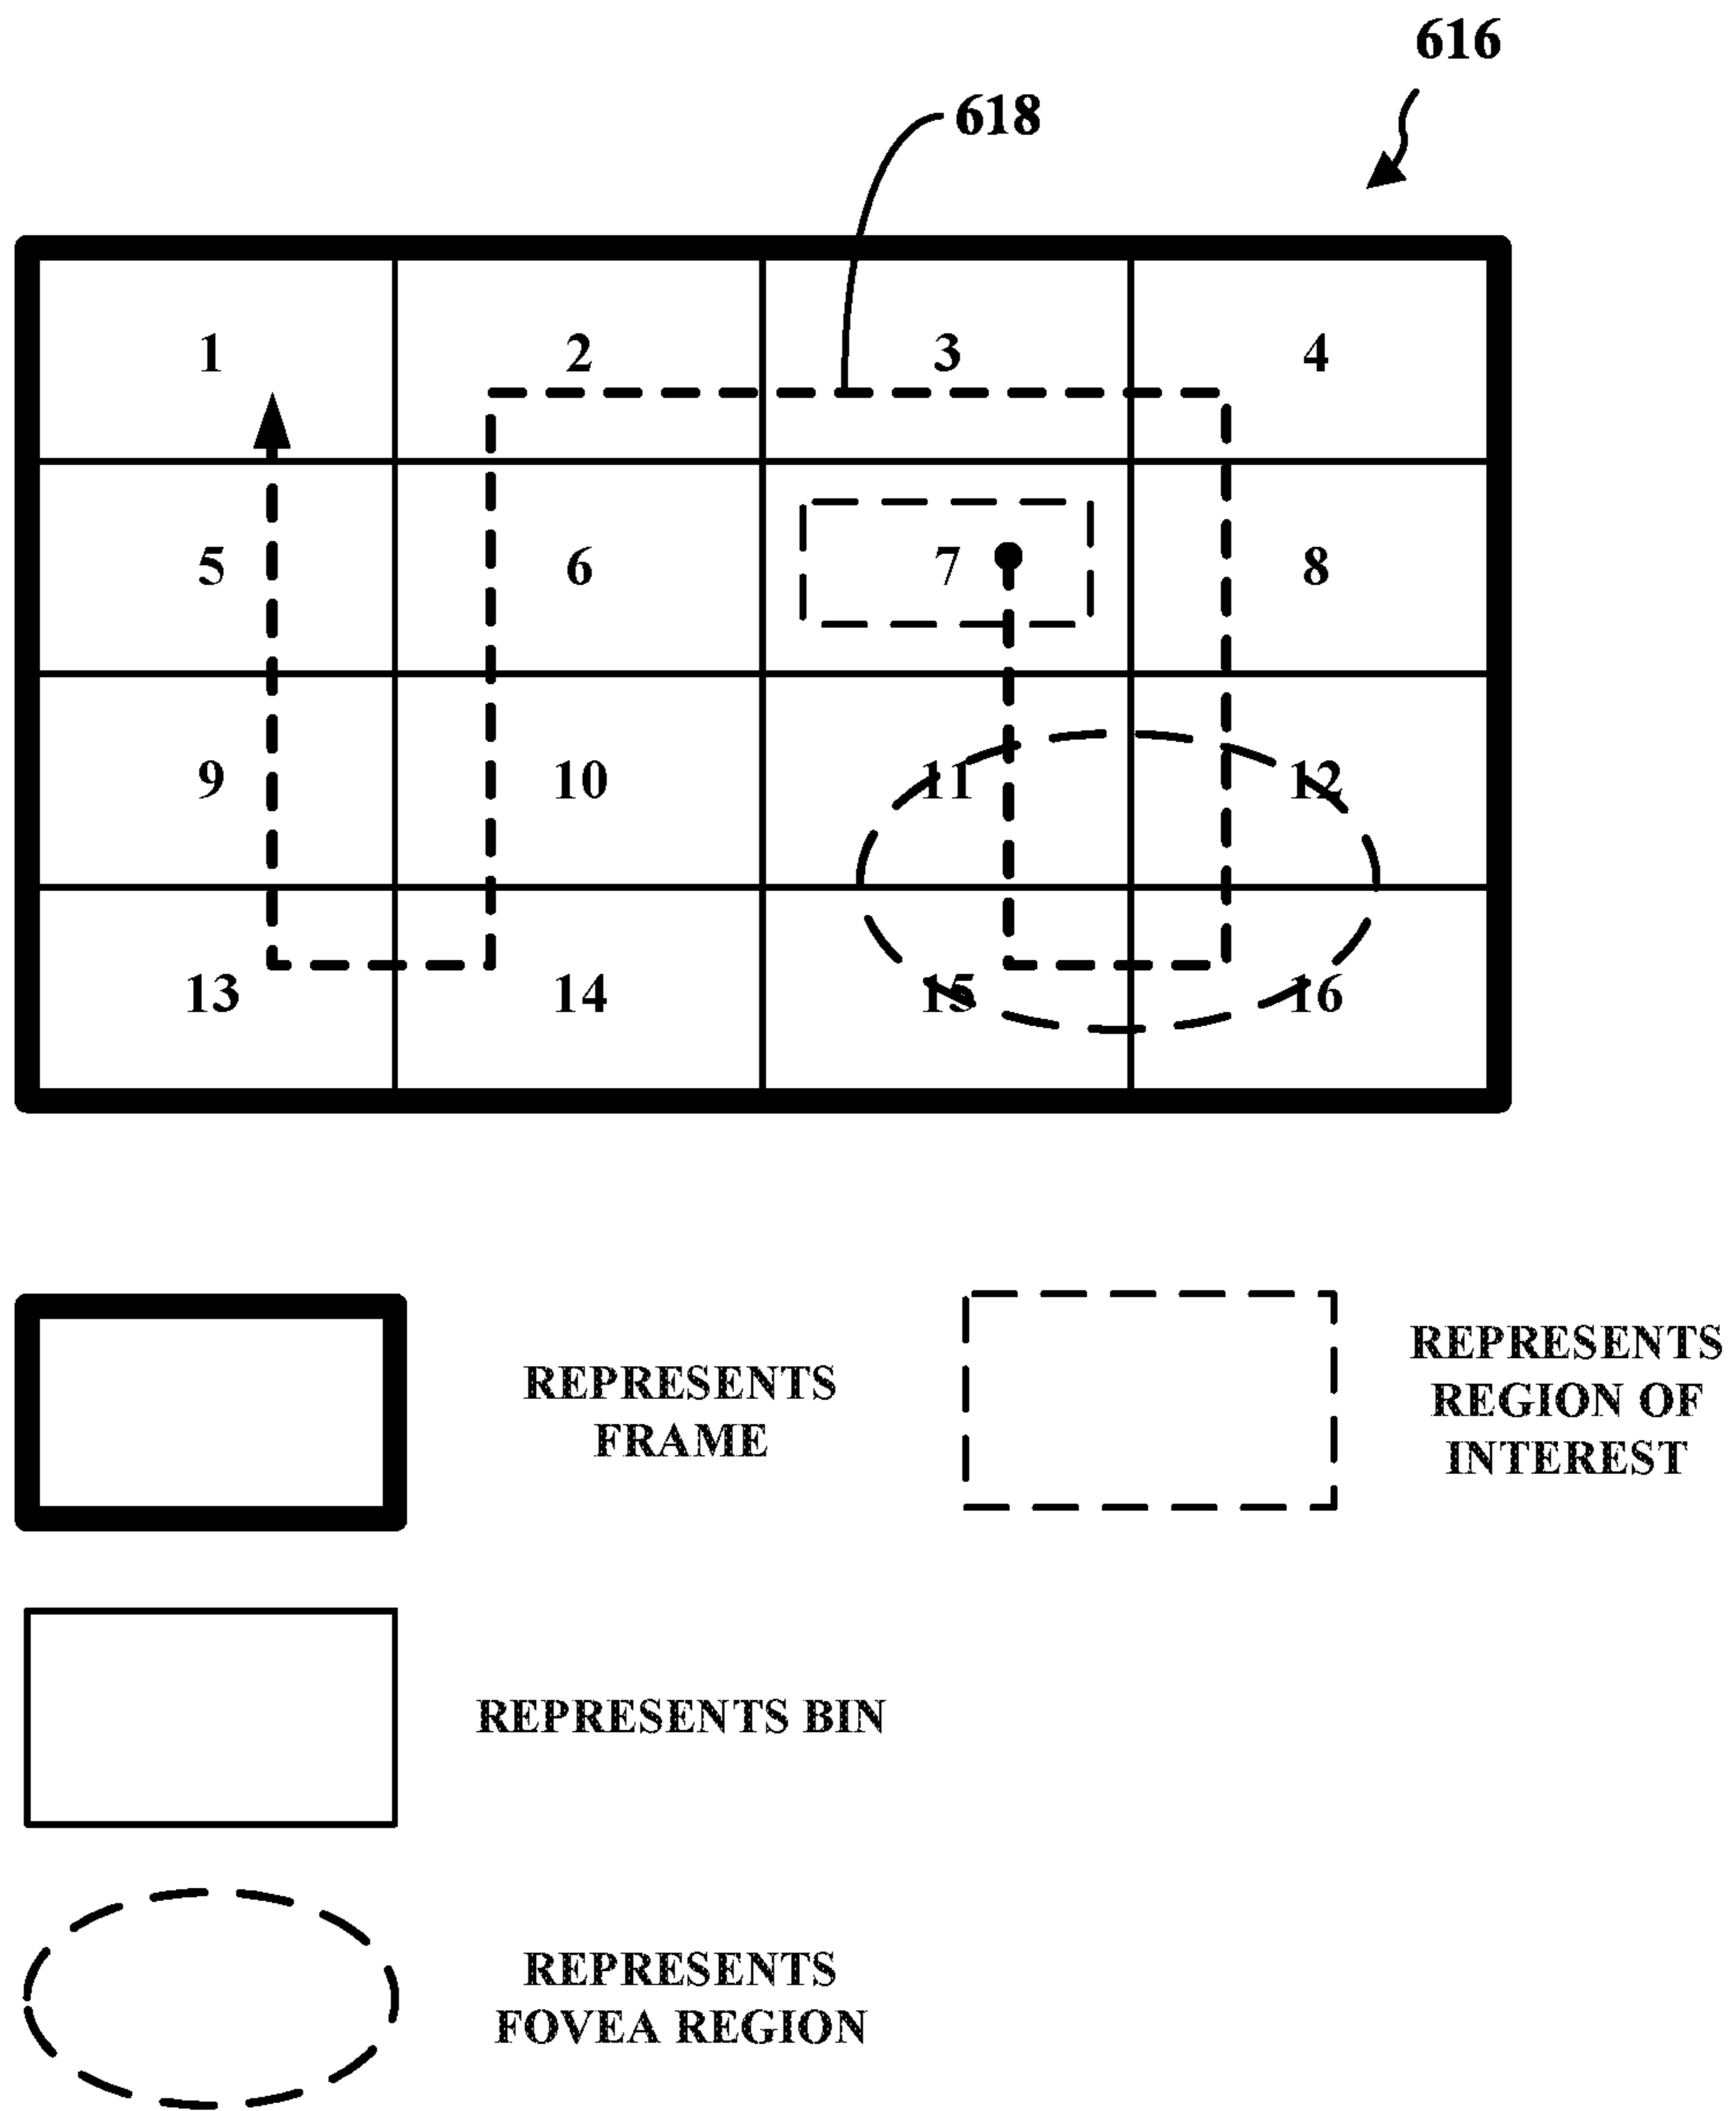 616
618
1 2 3 4
5 6 7 8
9 10 11 12
13 14 15 16
REPRESENTS
FRAME
REPRESENTS
REGION OF
INTEREST
REPRESENTS BIN
REPRESENTS
FOVEA REGION